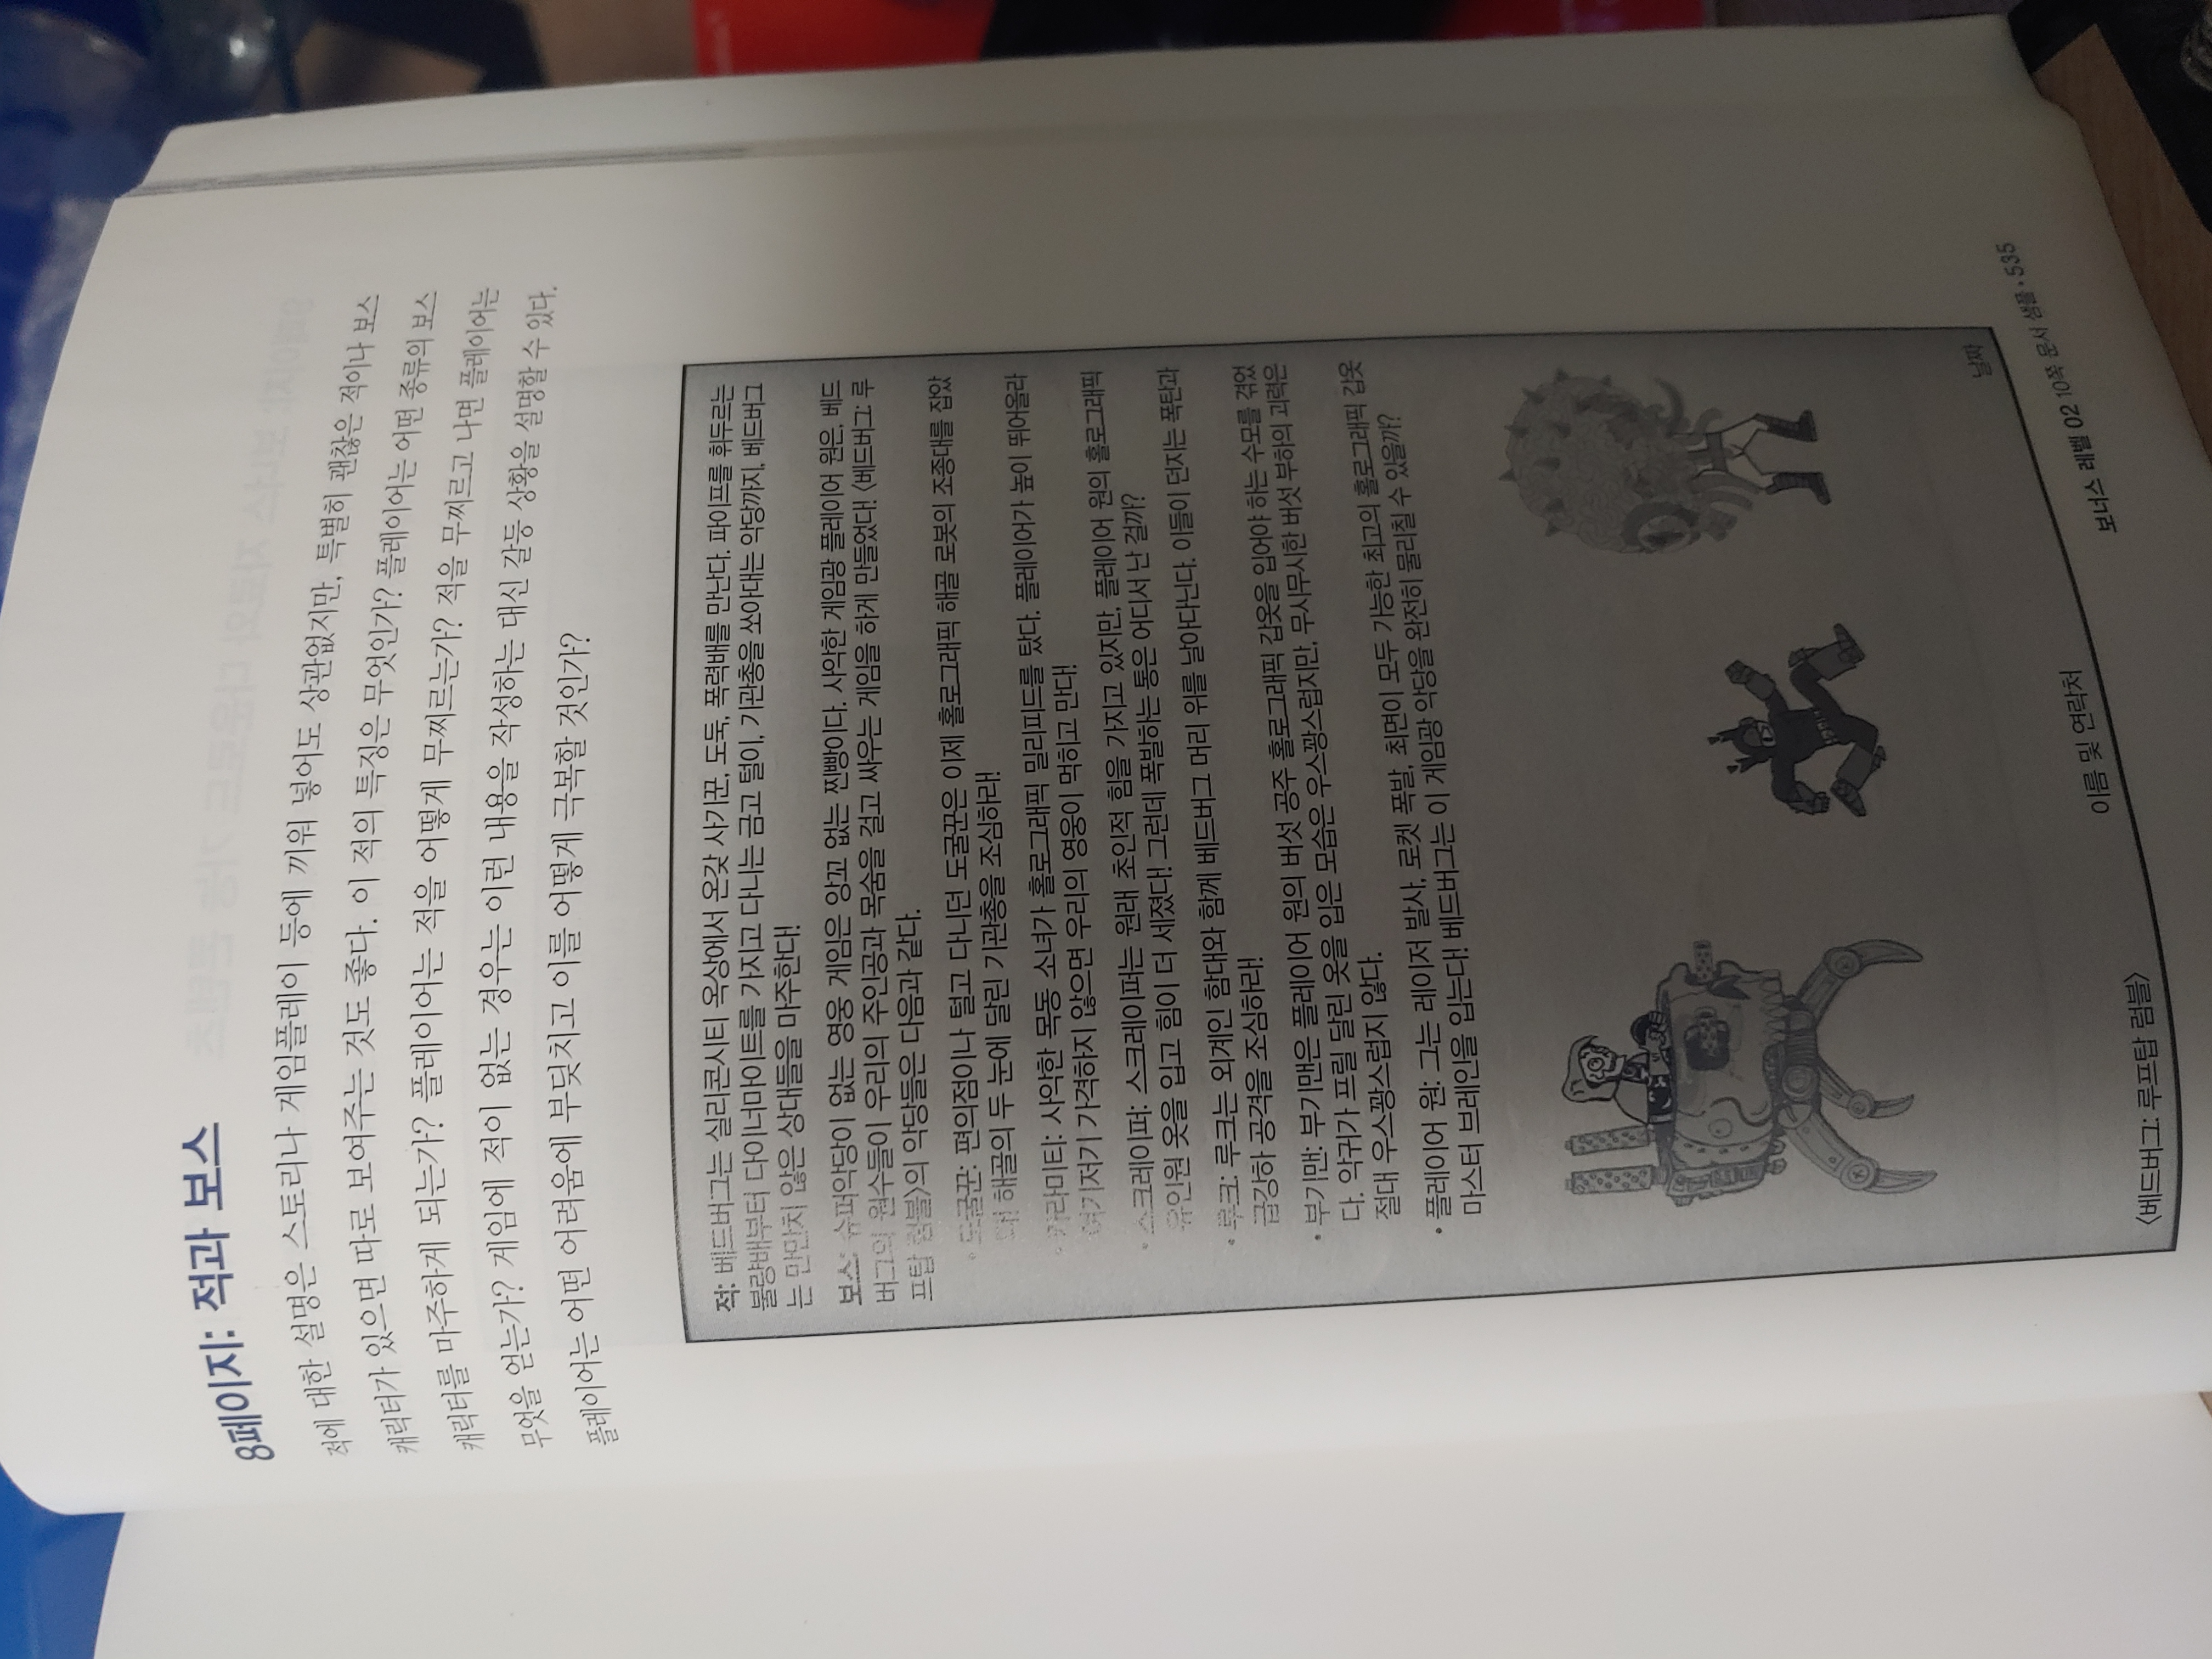 8페이지: 적과 보스
적에 대한 설명은 스토리나 게임플레이 등에 끼워 넣어도 상관없지만, 특별히 괜찮은 적이나 보스
캐릭터가 있으면 따로 보여주는 것도 좋다. 이 적의 특징은 무엇인가? 플레이어는 어떤 종류의 보스
캐릭터를 마주하게 되는가? 플레이어는 적을 어떻게 무찌르는가? 적을 무찌르고 나면 플레이어는
무엇을 얻는가? 게임에 적이 없는 경우는 이런 내용을 작성하는 대신 갈등 상황을 설명할 수 있다.
플레이어는 어떤 어려움에 부딪치고 이를 어떻게 극복할 것인가?
적: 베드버그는 실리콘시티 옥상에서 온갖 사기꾼, 도둑, 폭력배를 만난다. 파이프를 휘두르는
불량배부터 다이너마이트를 가지고 다니는 금고 털이, 기관총을 쏘아대는 악당까지, 베드버그
는 만만치 않은 상대들을 마주한다!
보스: 슈퍼악당이 없는 영웅 게임은 앙꼬 없는 찐빵이다. 사악한 게임광 플레이어 원은, 베드
버그의 원수들이 우리의 주인공과 목숨을 걸고 싸우는 게임을 하게 만들었다! 〈베드버그: 루
프탑 럼블〉의 악당들은 다음과 같다.
• 도굴꾼: 편의점이나 털고 다니던 도굴꾼은 이제 홀로그래픽 해골 로봇의 조종대를 잡았
다! 해골의 두 눈에 달린 기관총을 조심하라!
• 카라미티: 사악한 목동 소녀가 홀로그래픽 밀리피드를 탔다. 플레이어가 높이 뛰어올라
여기저기 가격하지 않으면 우리의 영웅이 먹히고 만다!
• 스크레이퍼: 스크레이퍼는 원래 초인적 힘을 가지고 있지만, 플레이어 원의 홀로그래픽
유인원 옷을 입고 힘이 더 세졌다! 그런데 폭발하는 통은 어디서 난 걸까?
• 루크: 루크는 외계인 함대와 함께 베드버그 머리 위를 날아다닌다. 이들이 던지는 폭탄과
급강하 공격을 조심하라!
• 부기맨: 부기맨은 플레이어 원의 버섯 공주 홀로그래픽 갑옷을 입어야 하는 수모를 겪었
다. 악귀가 프릴 달린 옷을 입은 모습은 우스꽝스럽지만, 무시무시한 버섯 부하의 괴력은
절대 우스꽝스럽지 않다.
• 플레이어 원: 그는 레이저 발사, 로켓 폭발, 최면이 모두 가능한 최고의 홀로그래픽 갑옷
마스터 브레인을 입는다! 베드버그는 이 게임광 악당을 완전히 물리칠 수 있을까?
〈베드버그: 루프탑 럼블〉 이름 및 연락처 날짜
보너스 레벨 02 10쪽 문서 샘플 • 535